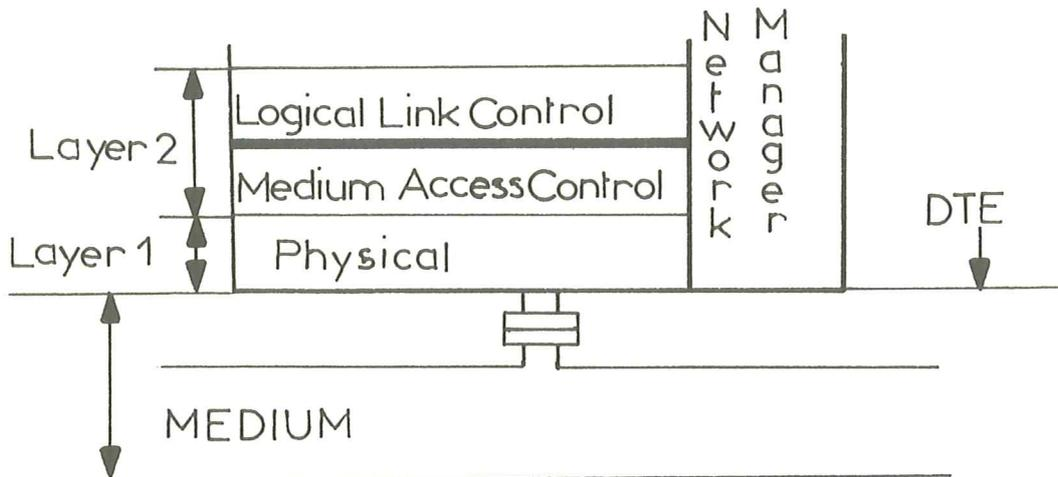 Network
Manager
Logical Link Control
Layer 2
Medium Access Control
DTE
Layer 1
Physical
MEDIUM